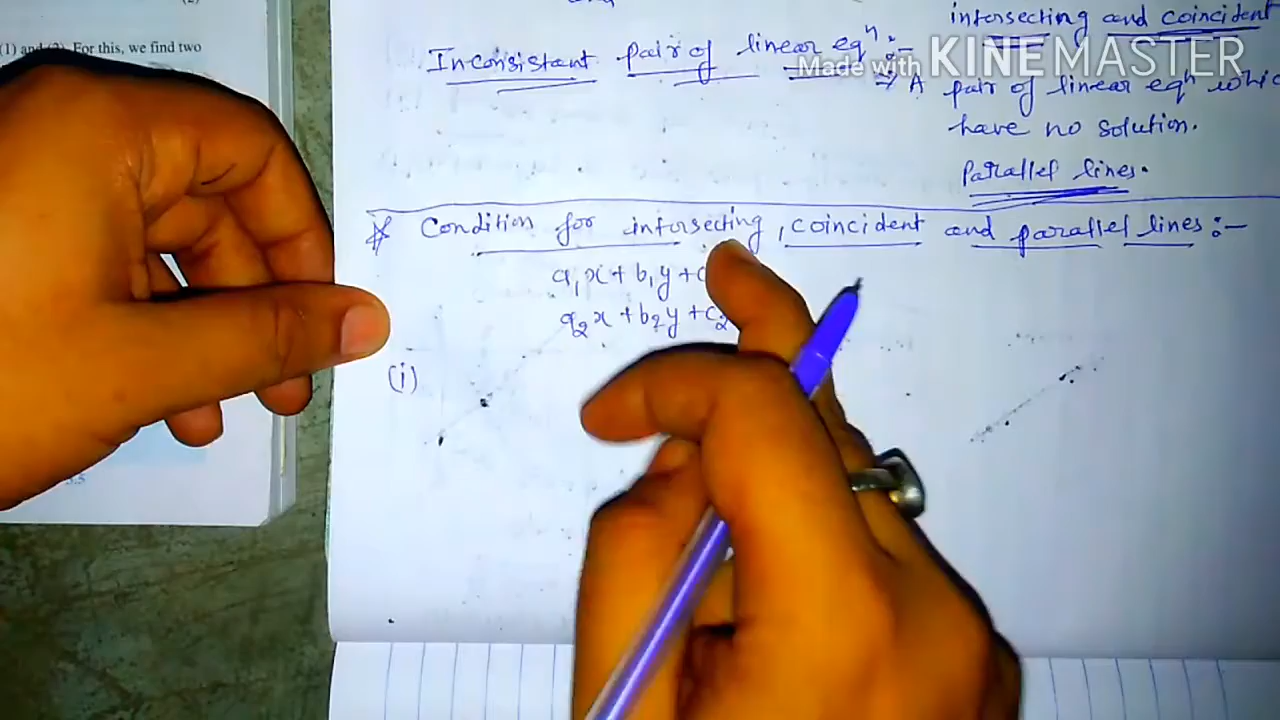 (2)
(1) and (2). For this, we find two
intersecting and coincident
Inconsistant pair of linear eqⁿ :-
Made with KINEMASTER
⇒ A pair of linear eqⁿ which
have no solution.
Parallel lines.
* Condition for intersecting, coincident and parallel lines :-
a₁x + b₁y + c
a₂x + b₂y + c₂
(i)